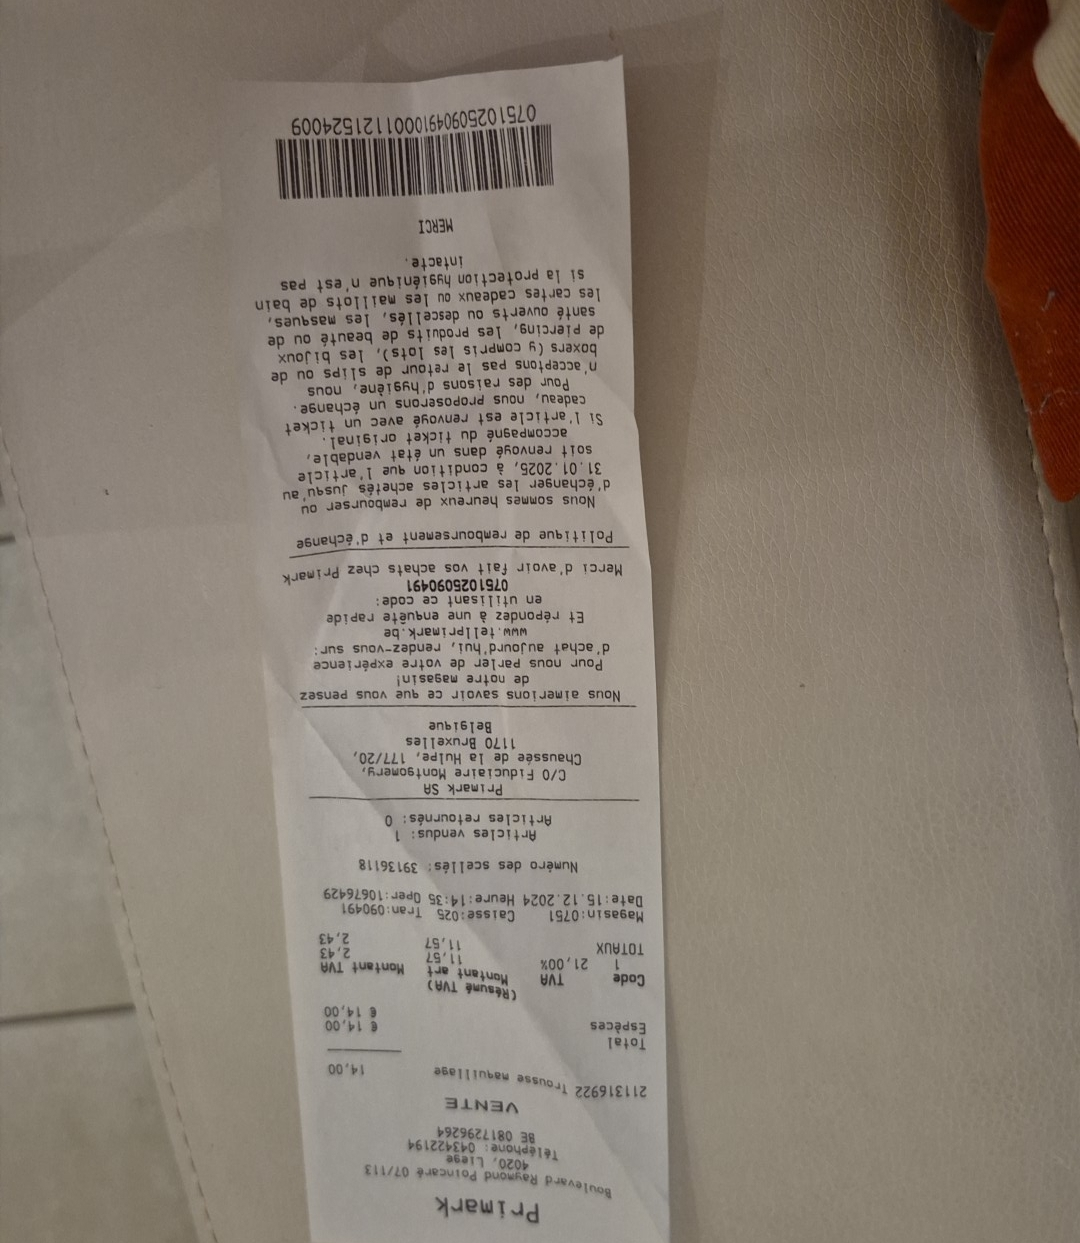 Primark
Boulevard Raymond Poincaré 07/113
4020, Liege
Téléphone: 043422194
BE 0817296264
VENTE
211316922 Trousse maquillage 14,00
Total € 14,00
Espèces € 14,00
(Résumé TVA)
Code TVA Montant art Montant TVA
1 21,00% 11,57 2,43
TOTAUX 11,57 2,43
Magasin:0751 Caisse:025 Tran:090491
Date:15.12.2024 Heure:14:35 Oper:10676429
Numéro des scellés: 39136118
Articles vendus: 1
Articles retournés: 0
Primark SA
C/O Fiduciaire Montgomery,
Chaussée de la Hulpe, 177/20,
1170 Bruxelles
Belgique
Nous aimerions savoir ce que vous pensez
de notre magasin!
Pour nous parler de votre expérience
d'achat aujourd'hui, rendez-vous sur:
www.tellprimark.be
Et répondez à une enquête rapide
en utilisant ce code:
0751025090491
Merci d'avoir fait vos achats chez Primark
Politique de remboursement et d'échange
Nous sommes heureux de rembourser ou
d'échanger les articles achetés jusqu'au
31.01.2025, à condition que l'article
soit renvoyé dans un état vendable,
accompagné du ticket original.
Si l'article est renvoyé avec un ticket
cadeau, nous proposerons un échange.
Pour des raisons d'hygiène, nous
n'acceptons pas le retour de slips ou de
boxers (y compris les lots), les bijoux
de piercing, les produits de beauté ou de
santé ouverts ou descellés, les masques,
les cartes cadeaux ou les maillots de bain
si la protection hygiénique n'est pas
intacte.
MERCI
07510250904910001121524009